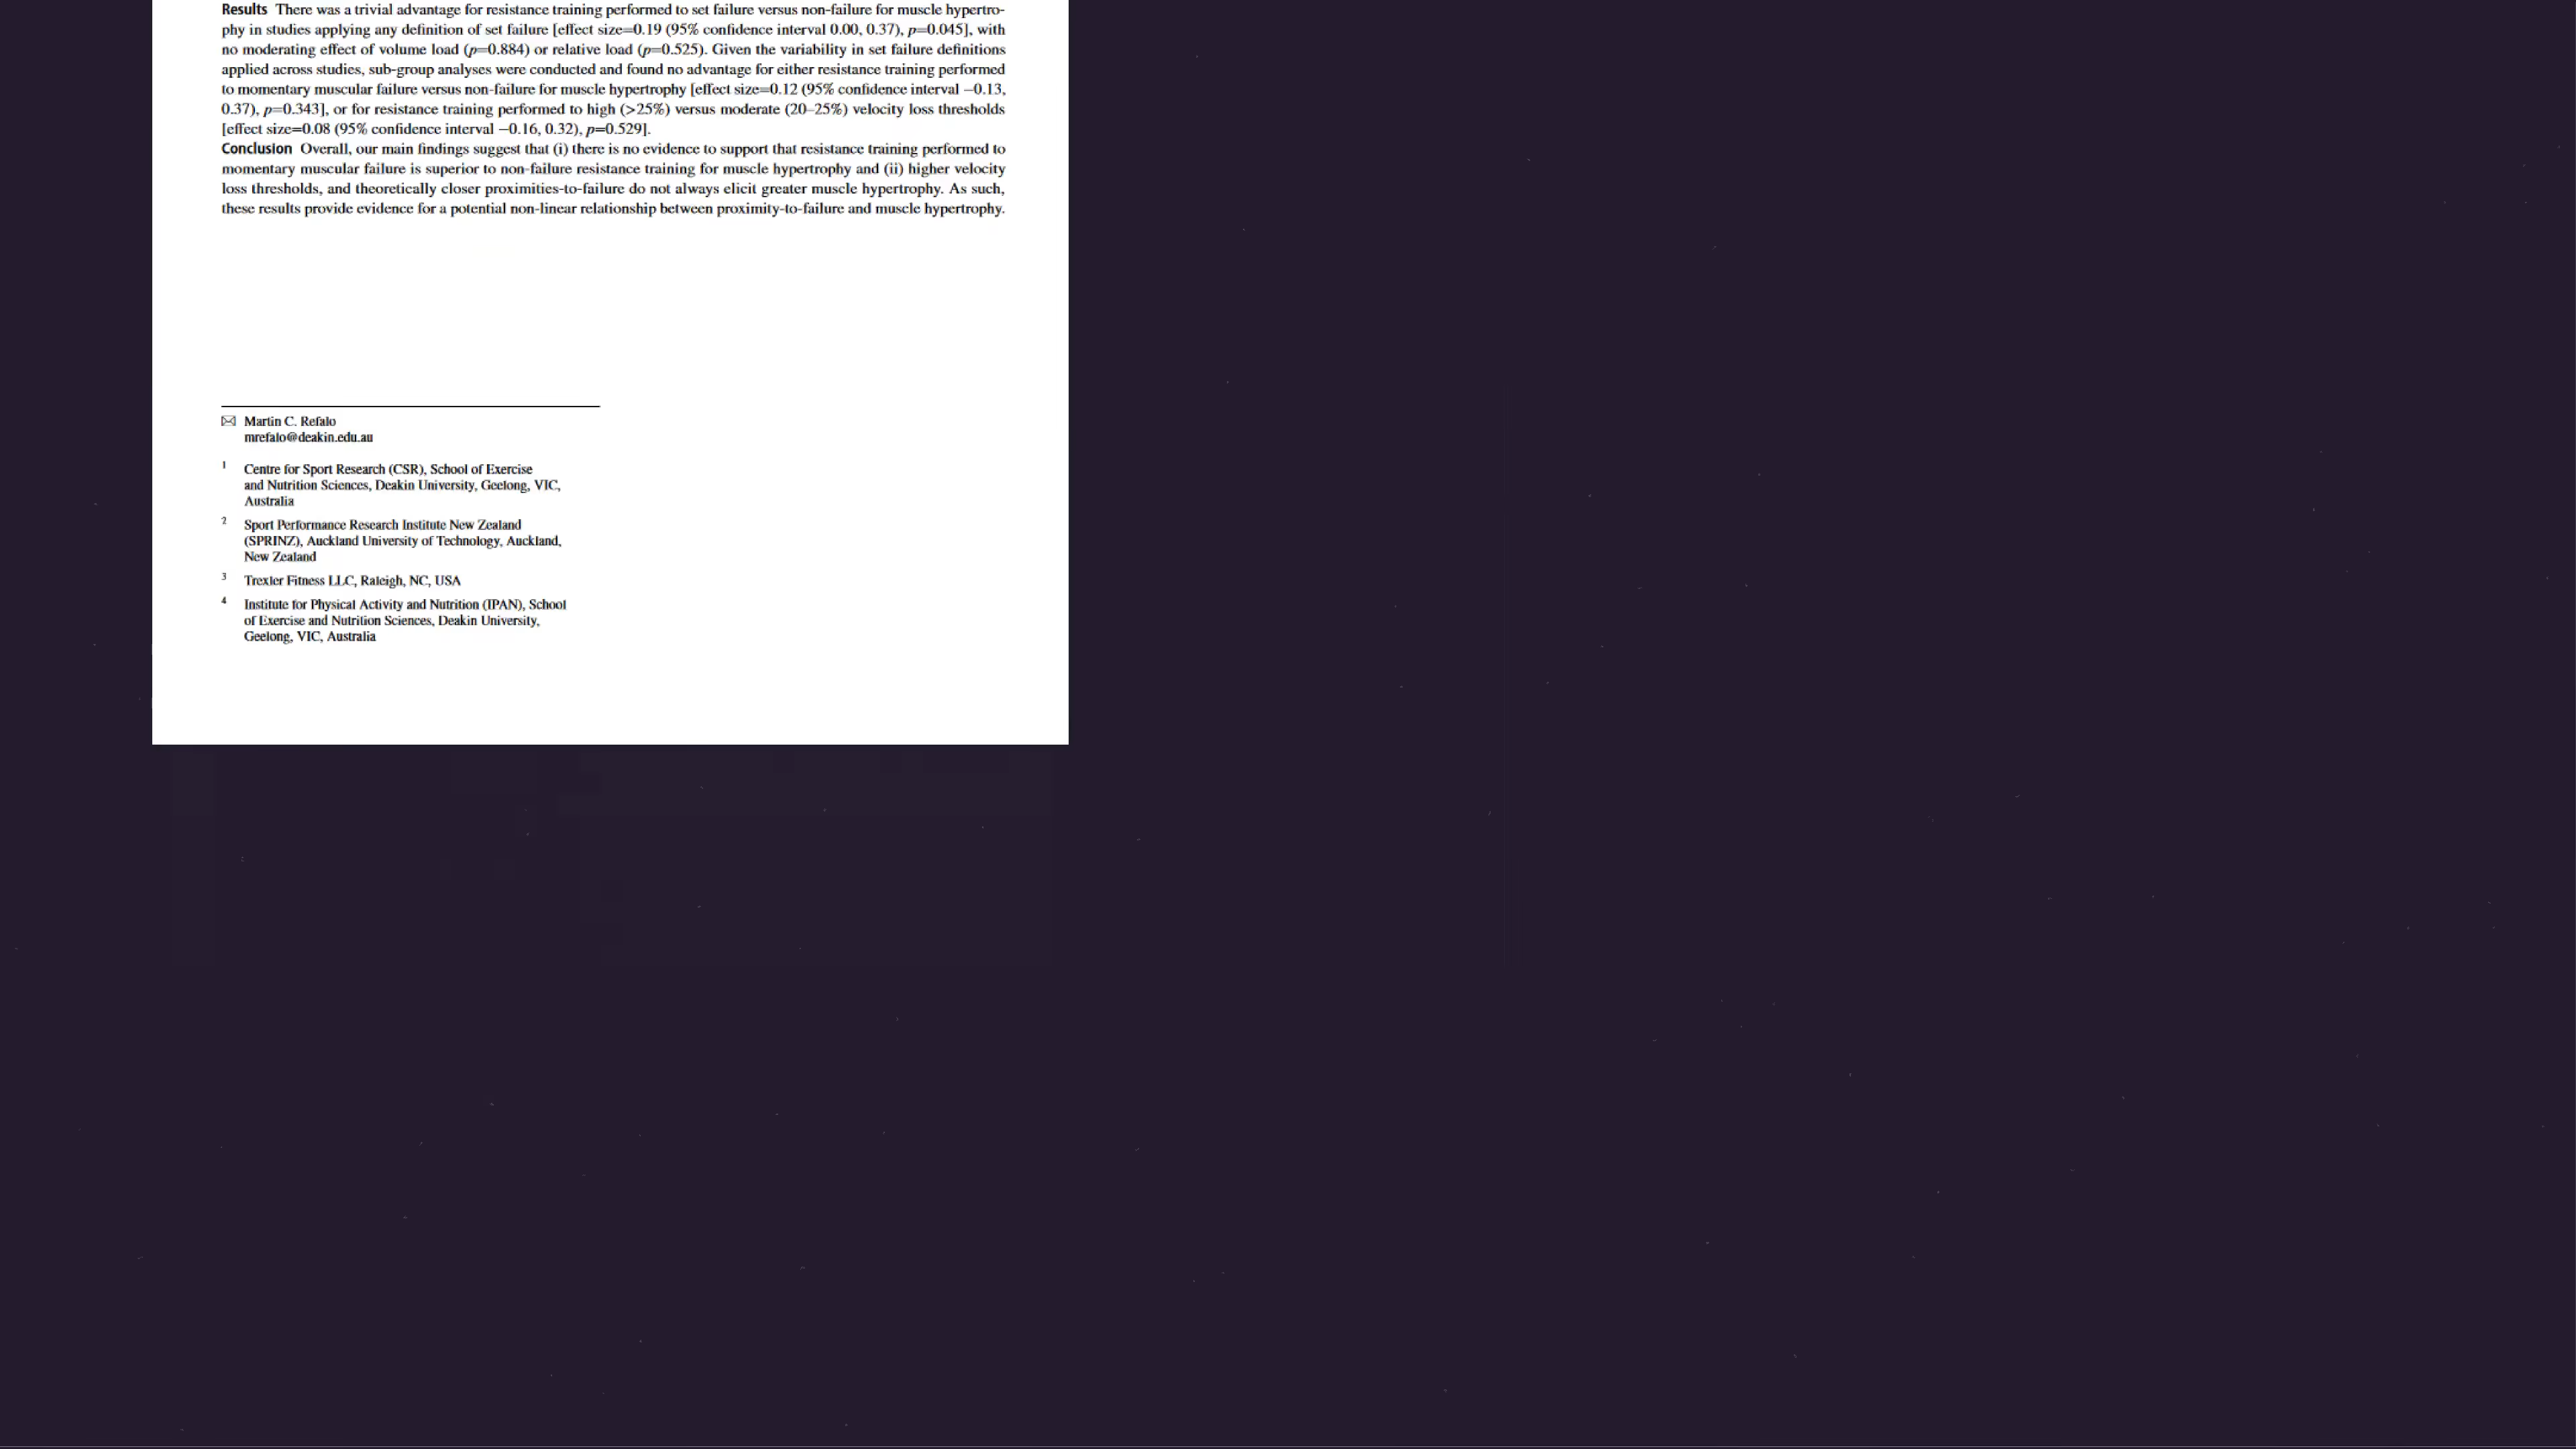 Results There was a trivial advantage for resistance training performed to set failure versus non-failure for muscle hypertro-
phy in studies applying any definition of set failure [effect size=0.19 (95% confidence interval 0.00, 0.37), p=0.045], with
no moderating effect of volume load (p=0.884) or relative load (p=0.525). Given the variability in set failure definitions
applied across studies, sub-group analyses were conducted and found no advantage for either resistance training performed
to momentary muscular failure versus non-failure for muscle hypertrophy [effect size=0.12 (95% confidence interval −0.13,
0.37), p=0.343], or for resistance training performed to high (>25%) versus moderate (20–25%) velocity loss thresholds
[effect size=0.08 (95% confidence interval −0.16, 0.32), p=0.529].
Conclusion Overall, our main findings suggest that (i) there is no evidence to support that resistance training performed to
momentary muscular failure is superior to non-failure resistance training for muscle hypertrophy and (ii) higher velocity
loss thresholds, and theoretically closer proximities-to-failure do not always elicit greater muscle hypertrophy. As such,
these results provide evidence for a potential non-linear relationship between proximity-to-failure and muscle hypertrophy.
Martin C. Refalo
mrefalo@deakin.edu.au
1 Centre for Sport Research (CSR), School of Exercise
and Nutrition Sciences, Deakin University, Geelong, VIC,
Australia
2 Sport Performance Research Institute New Zealand
(SPRINZ), Auckland University of Technology, Auckland,
New Zealand
3 Trexler Fitness LLC, Raleigh, NC, USA
4 Institute for Physical Activity and Nutrition (IPAN), School
of Exercise and Nutrition Sciences, Deakin University,
Geelong, VIC, Australia